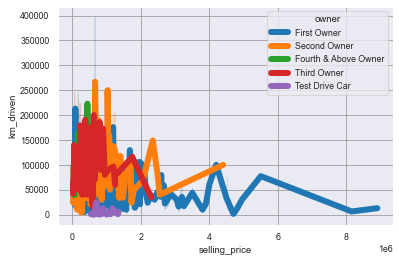 owner
First Owner
Second Owner
Fourth & Above Owner
Third Owner
Test Drive Car
400000
350000
300000
250000
200000
150000
100000
50000
0
km_driven
0 2 4 6 8
1e6
selling_price